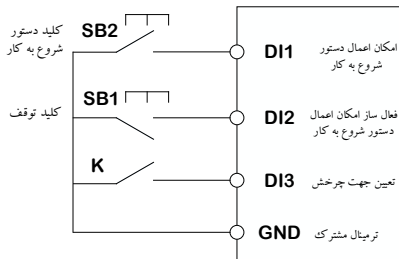 کلید دستور
شروع به کار
SB2
DI1
امکان اعمال دستور
شروع به کار
کلید توقف
SB1
DI2
فعال ساز امکان اعمال
دستور شروع به کار
K
DI3
تعیین جهت چرخش
GND
ترمینال مشترک